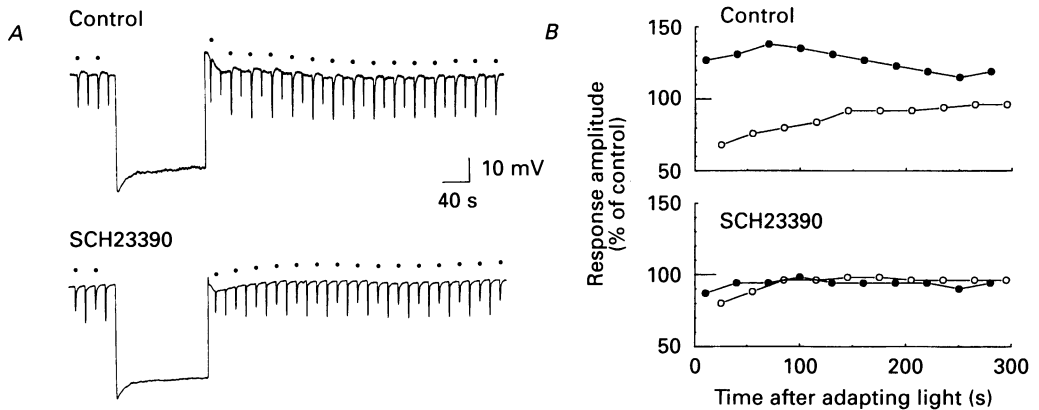 A
Control
10 mV
40 s
SCH23390
B
Control
150
100
50
SCH23390
150
100
50
Response amplitude
(% of control)
0
100
200
300
Time after adapting light (s)